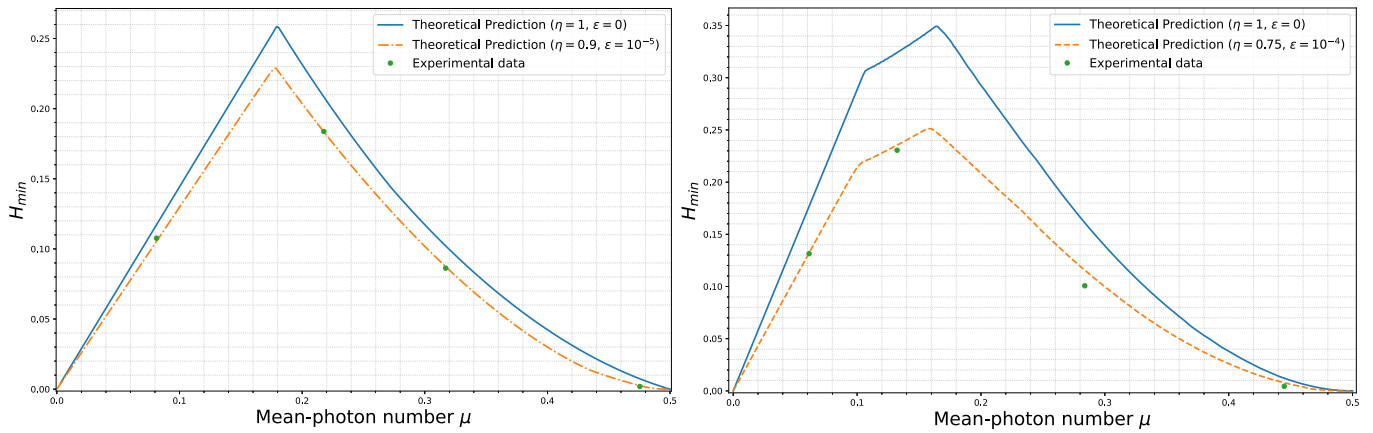 Theoretical Prediction (η = 1, ε = 0)
Theoretical Prediction (η = 0.9, ε = 10⁻⁵)
Experimental data
0.25
0.20
0.15
0.10
0.05
0.00
H_min
0.0 0.1 0.2 0.3 0.4 0.5
Mean-photon number μ
Theoretical Prediction (η = 1, ε = 0)
Theoretical Prediction (η = 0.75, ε = 10⁻⁴)
Experimental data
0.35
0.30
0.25
0.20
0.15
0.10
0.05
0.00
H_min
0.0 0.1 0.2 0.3 0.4 0.5
Mean-photon number μ